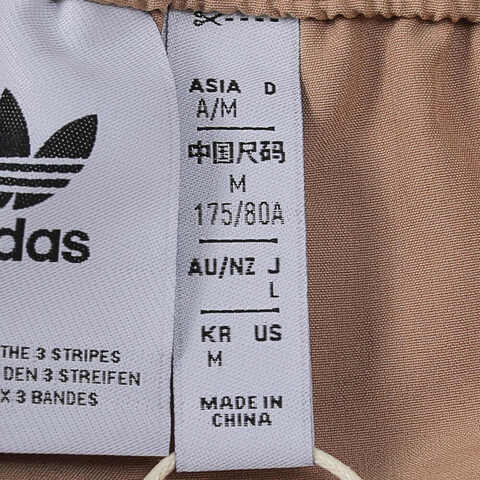 adidas
THE 3 STRIPES
DEN 3 STREIFEN
X 3 BANDES
ASIA D
A/M
中国尺码
M
175/80A
AU/NZ J
L
KR US
M
MADE IN
CHINA